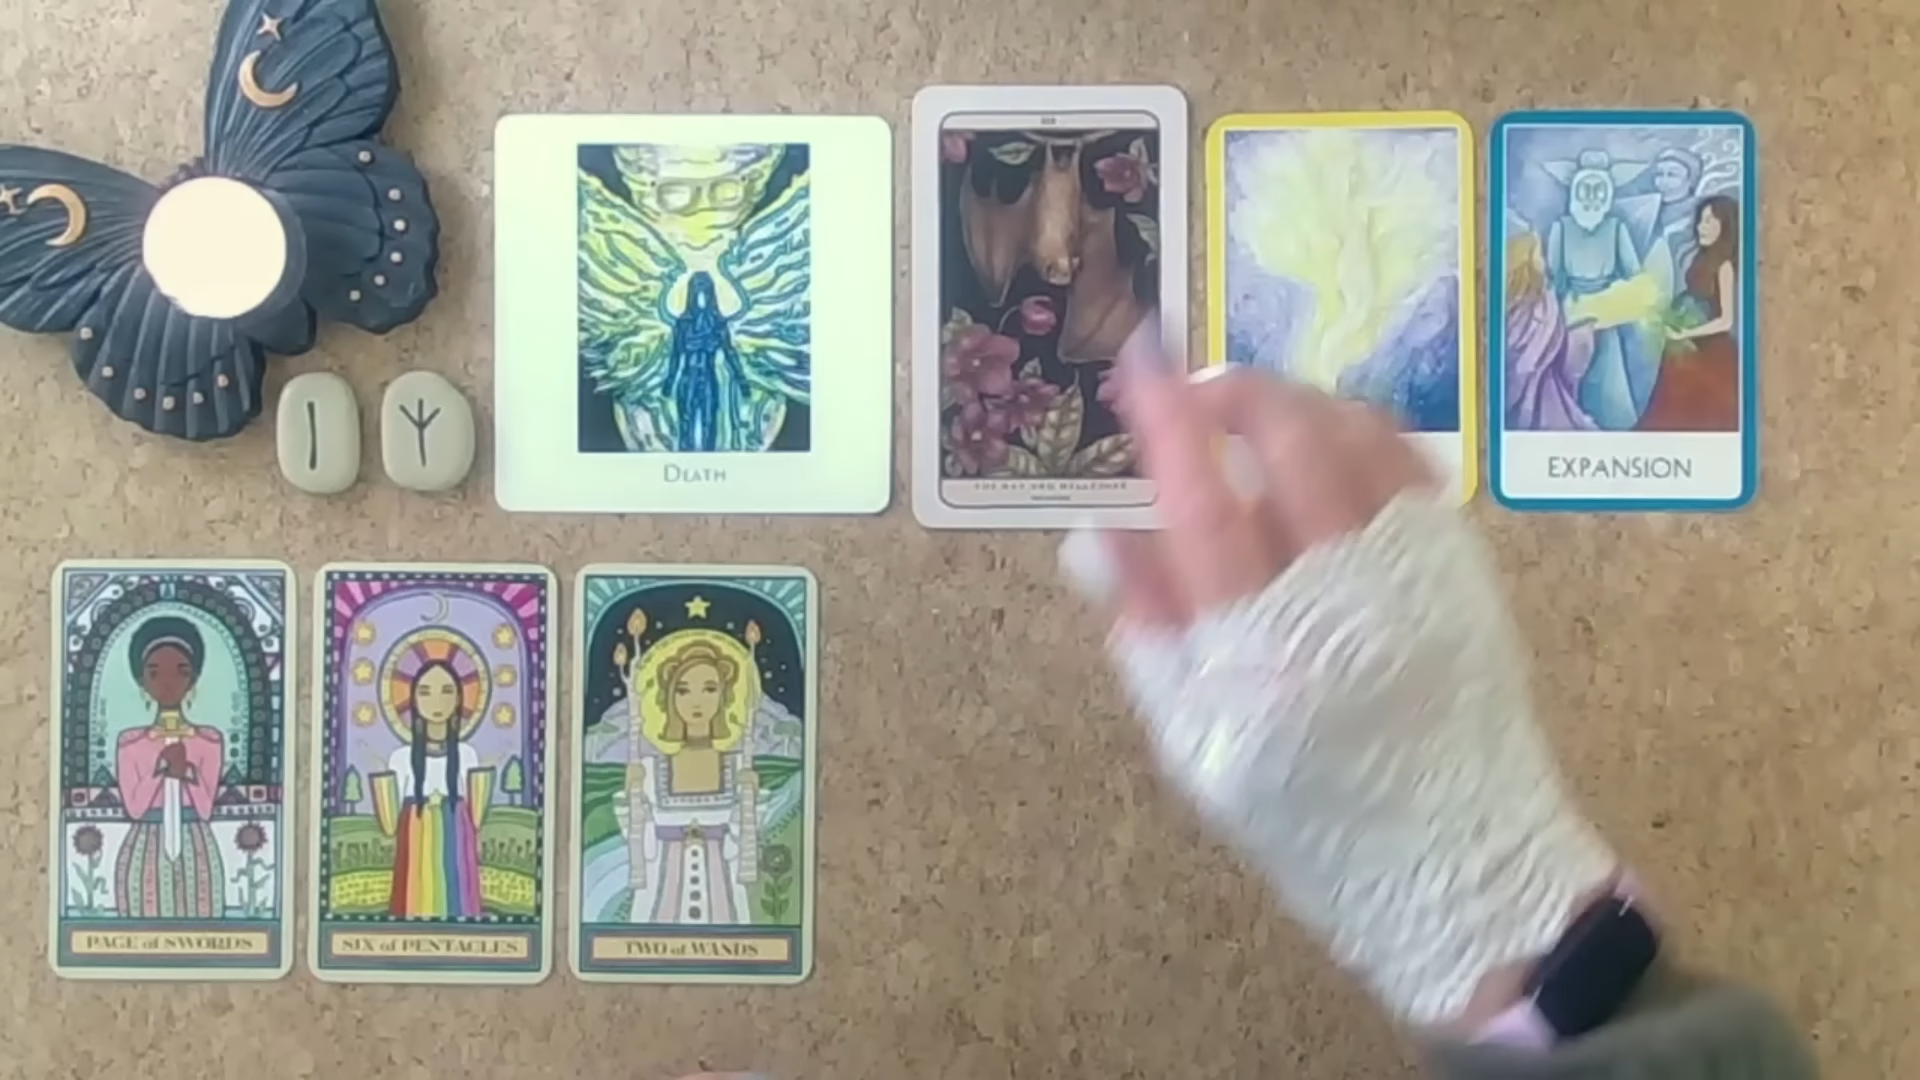 DEATH
EXPANSION
PAGE of SWORDS
SIX of PENTACLES
TWO of WANDS